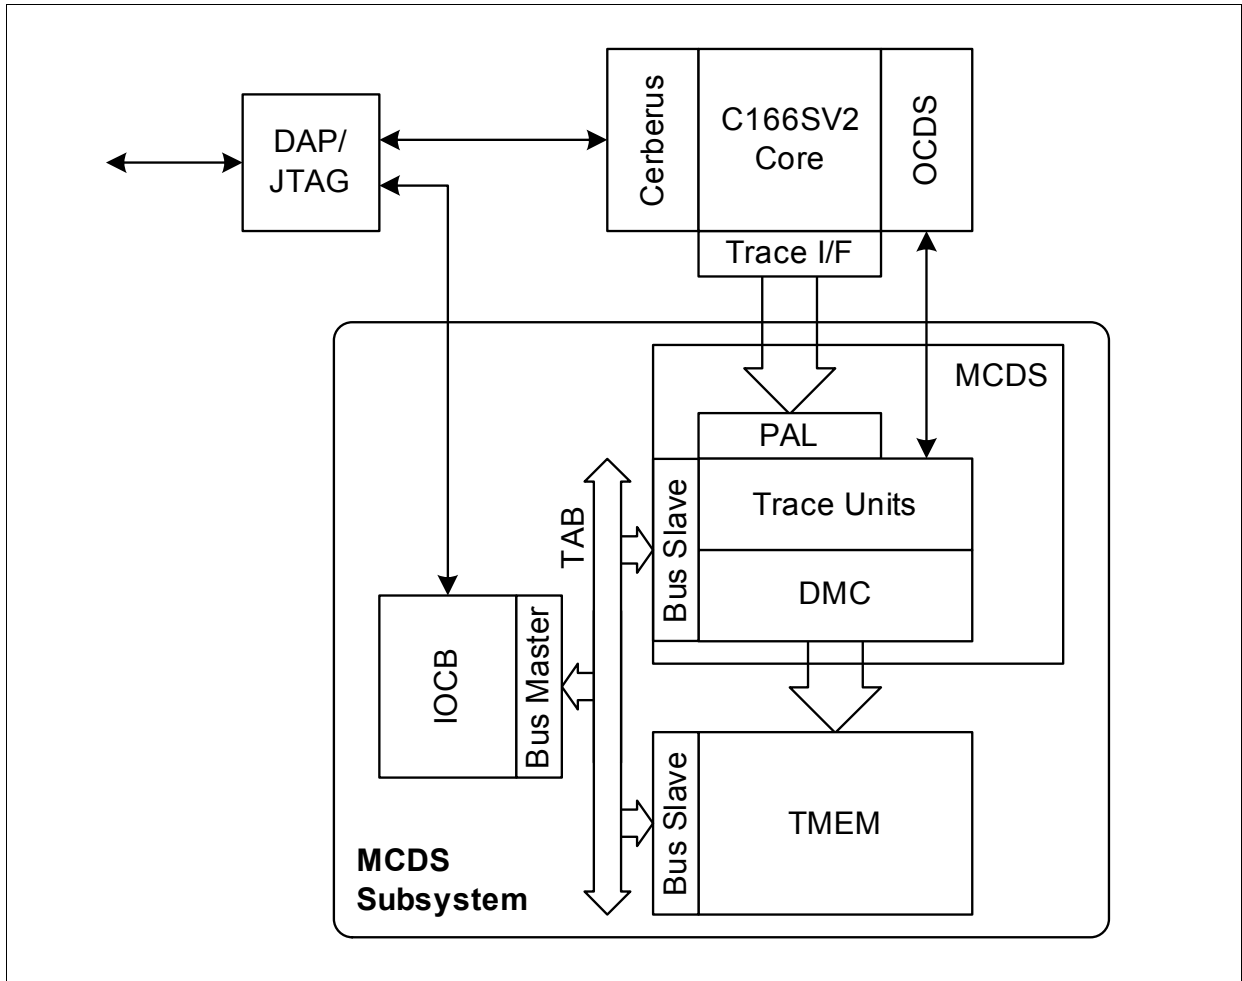 Cerberus
C166SV2
Core
OCDS
DAP/
JTAG
Trace I/F
MCDS
PAL
TAB
Bus Slave
Trace Units
DMC
IOCB
Bus Master
Bus Slave
TMEM
MCDS
Subsystem